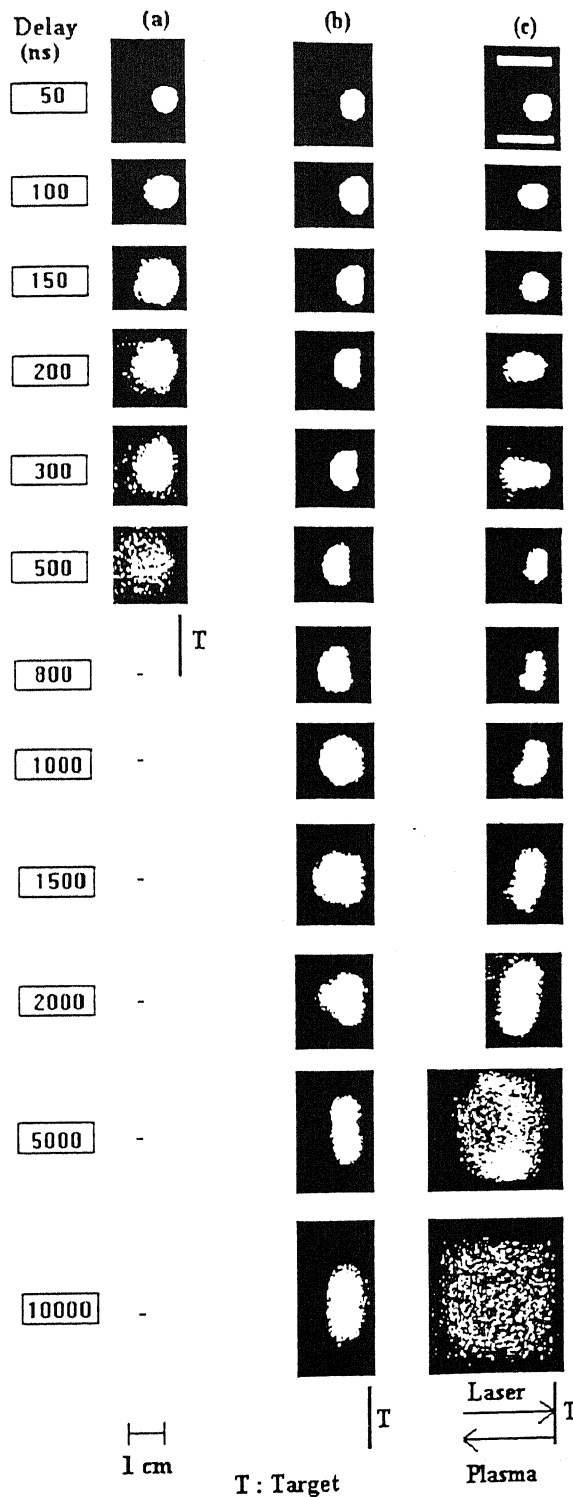 Delay (a) (b) (c)
(ns)
50
100
150
200
300
500
T
800 -
1000 -
1500 -
2000 -
5000 -
10000 -
Laser
T T
1 cm Plasma
T : Target